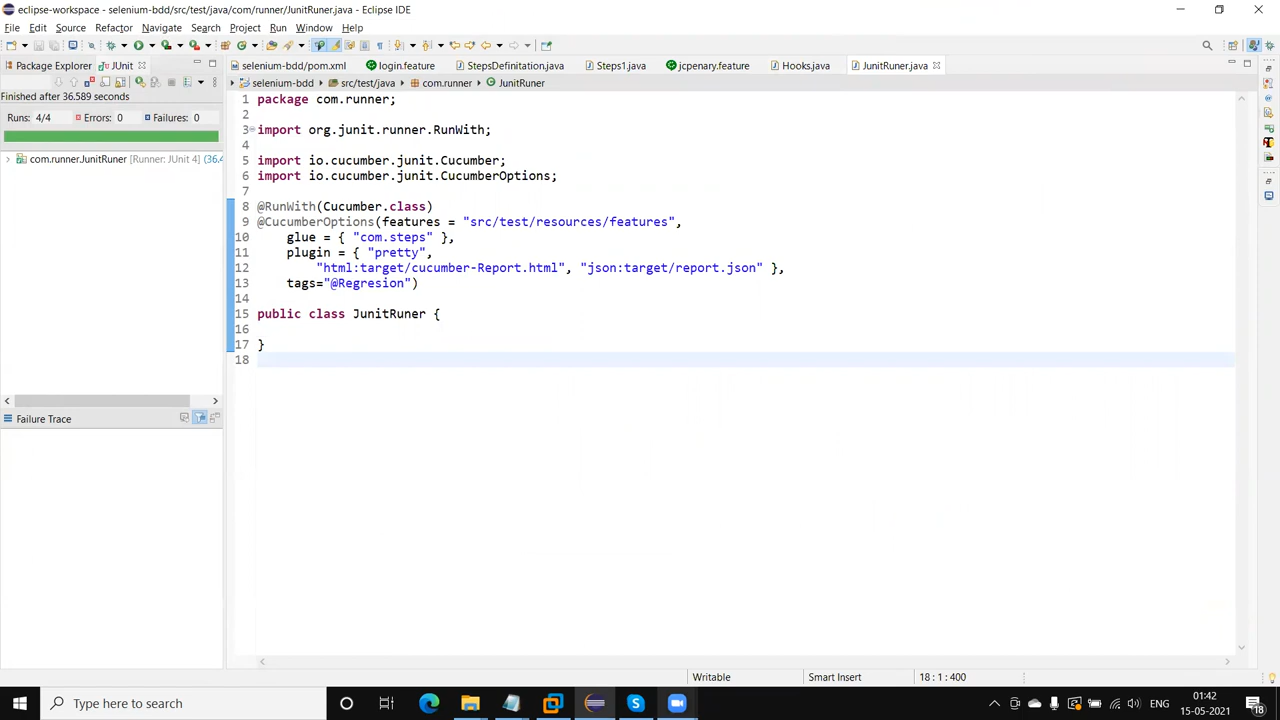 eclipse-workspace - selenium-bdd/src/test/java/com/runner/JunitRuner.java - Eclipse IDE
File Edit Source Refactor Navigate Search Project Run Window Help
Package Explorer JUnit
selenium-bdd/pom.xml login.feature StepsDefinitation.java Steps1.java jcpenary.feature Hooks.java JunitRuner.java
selenium-bdd src/test/java com.runner JunitRuner
Finished after 36.589 seconds
Runs: 4/4 Errors: 0 Failures: 0
com.runner.JunitRuner [Runner: JUnit 4] (36.4
Failure Trace
1 package com.runner;
2
3 import org.junit.runner.RunWith;
4
5 import io.cucumber.junit.Cucumber;
6 import io.cucumber.junit.CucumberOptions;
7
8 @RunWith(Cucumber.class)
9 @CucumberOptions(features = "src/test/resources/features",
10 glue = { "com.steps" },
11 plugin = { "pretty",
12 "html:target/cucumber-Report.html", "json:target/report.json" },
13 tags="@Regresion")
14
15 public class JunitRuner {
16
17 }
18
Writable Smart Insert 18 : 1 : 400
Type here to search
ENG 01:42
15-05-2021
18